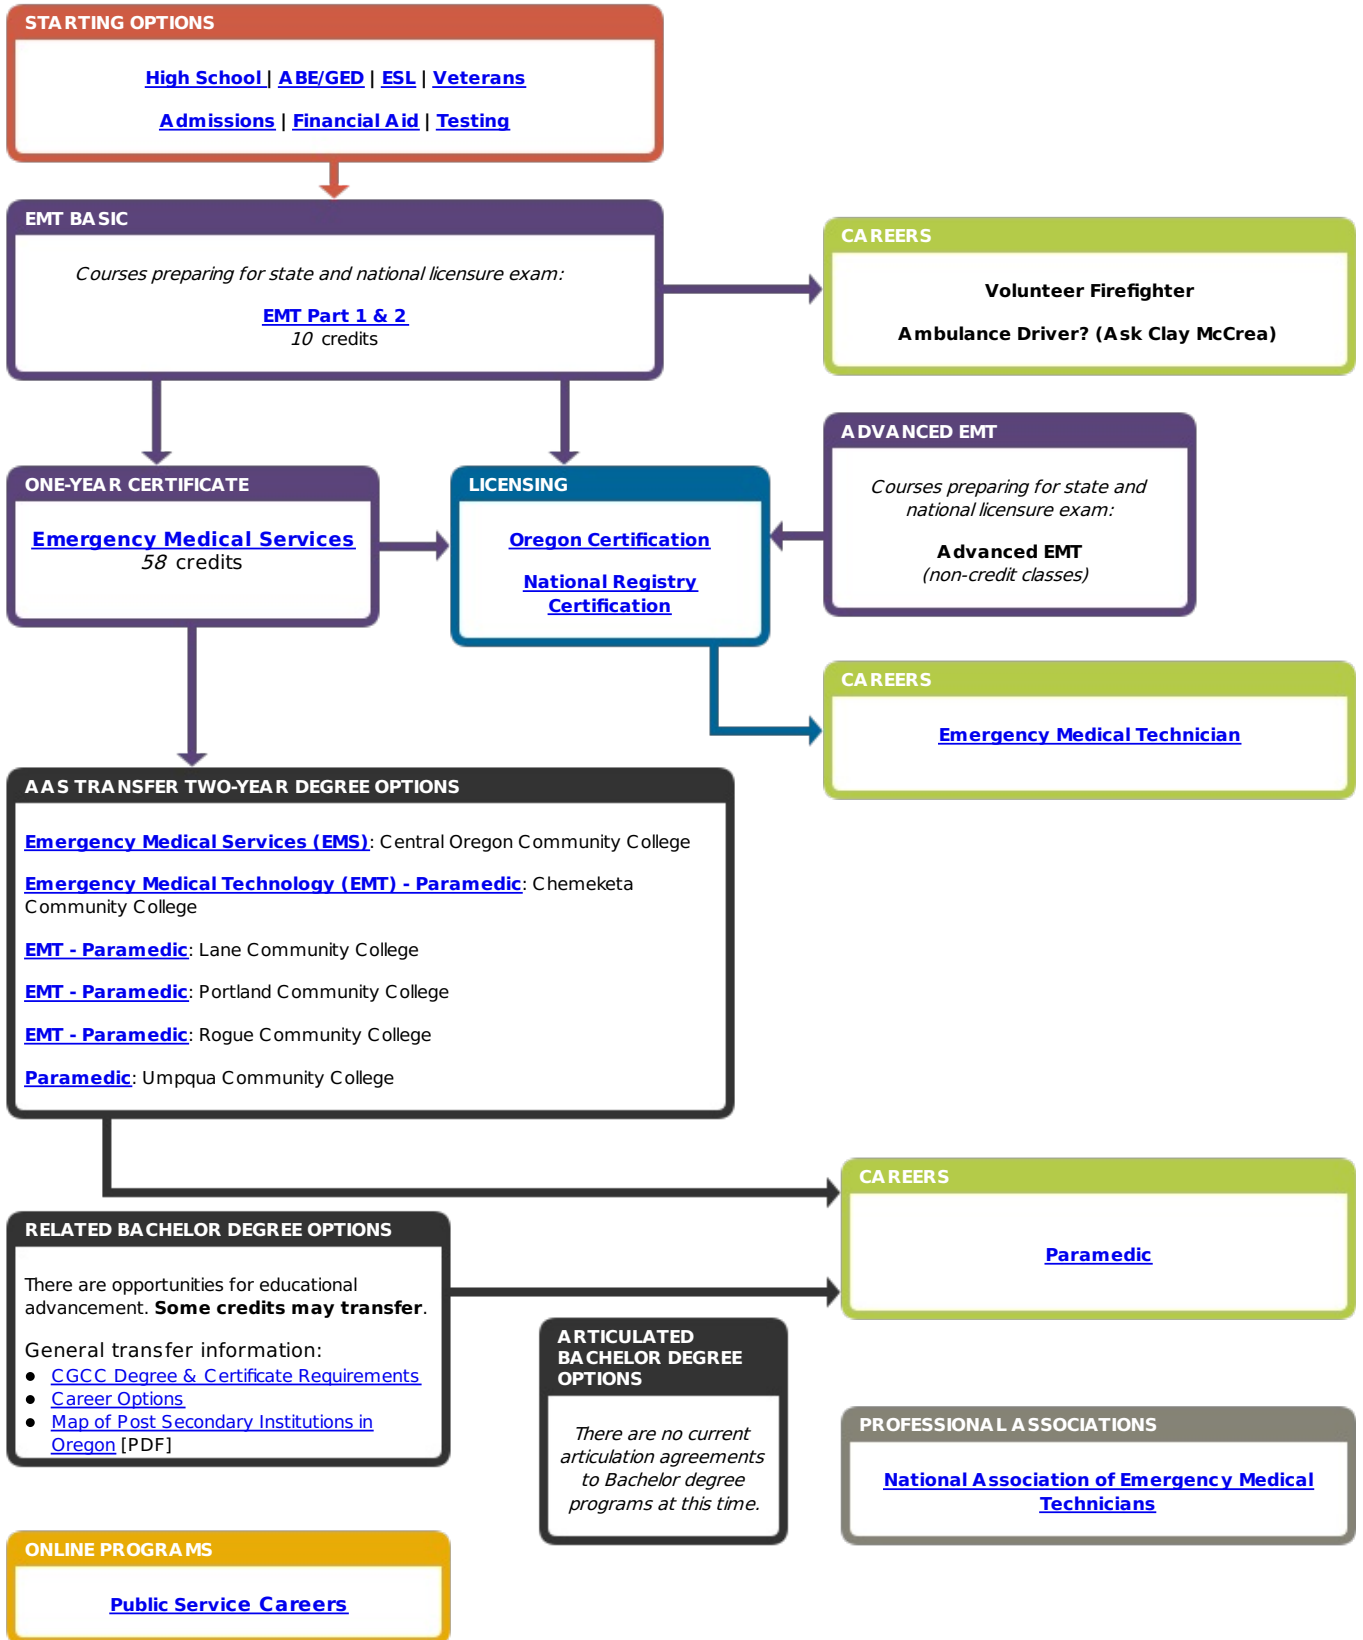 STARTING OPTIONS
High School | ABE/GED | ESL | Veterans
Admissions | Financial Aid | Testing
EMT BASIC
Courses preparing for state and national licensure exam:
EMT Part 1 & 2
10 credits
CAREERS
Volunteer Firefighter
Ambulance Driver? (Ask Clay McCrea)
ONE-YEAR CERTIFICATE
Emergency Medical Services
58 credits
LICENSING
Oregon Certification
National Registry
Certification
ADVANCED EMT
Courses preparing for state and
national licensure exam:
Advanced EMT
(non-credit classes)
CAREERS
Emergency Medical Technician
AAS TRANSFER TWO-YEAR DEGREE OPTIONS
Emergency Medical Services (EMS): Central Oregon Community College
Emergency Medical Technology (EMT) - Paramedic: Chemeketa
Community College
EMT - Paramedic: Lane Community College
EMT - Paramedic: Portland Community College
EMT - Paramedic: Rogue Community College
Paramedic: Umpqua Community College
CAREERS
Paramedic
RELATED BACHELOR DEGREE OPTIONS
There are opportunities for educational
advancement. Some credits may transfer.
General transfer information:
● CGCC Degree & Certificate Requirements
● Career Options
● Map of Post Secondary Institutions in
Oregon [PDF]
ARTICULATED
BACHELOR DEGREE
OPTIONS
There are no current
articulation agreements
to Bachelor degree
programs at this time.
PROFESSIONAL ASSOCIATIONS
National Association of Emergency Medical
Technicians
ONLINE PROGRAMS
Public Service Careers